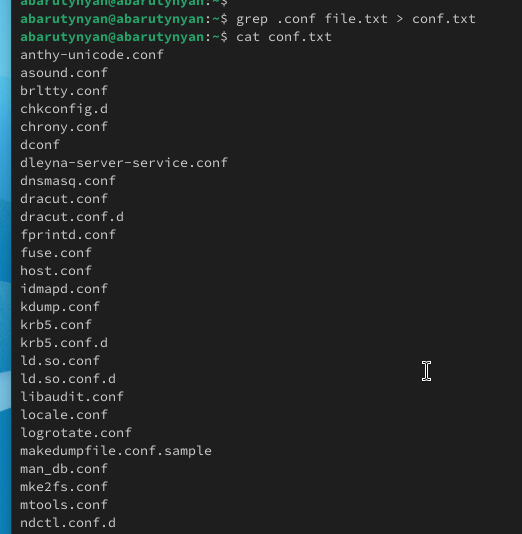 abarutynyan@abarutynyan:~$
abarutynyan@abarutynyan:~$ grep .conf file.txt > conf.txt
abarutynyan@abarutynyan:~$ cat conf.txt
anthy-unicode.conf
asound.conf
brltty.conf
chkconfig.d
chrony.conf
dconf
dleyna-server-service.conf
dnsmasq.conf
dracut.conf
dracut.conf.d
fprintd.conf
fuse.conf
host.conf
idmapd.conf
kdump.conf
krb5.conf
krb5.conf.d
ld.so.conf
ld.so.conf.d
libaudit.conf
locale.conf
logrotate.conf
makedumpfile.conf.sample
man_db.conf
mke2fs.conf
mtools.conf
ndctl.conf.d